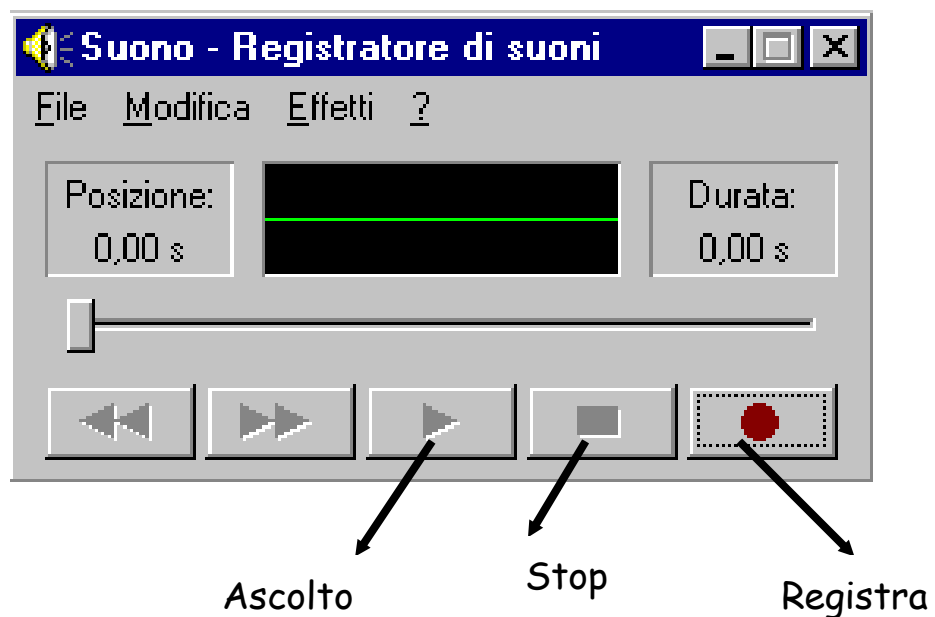 Suono - Registratore di suoni
File Modifica Effetti ?
Posizione:
0,00 s
Durata:
0,00 s
Ascolto
Stop
Registra